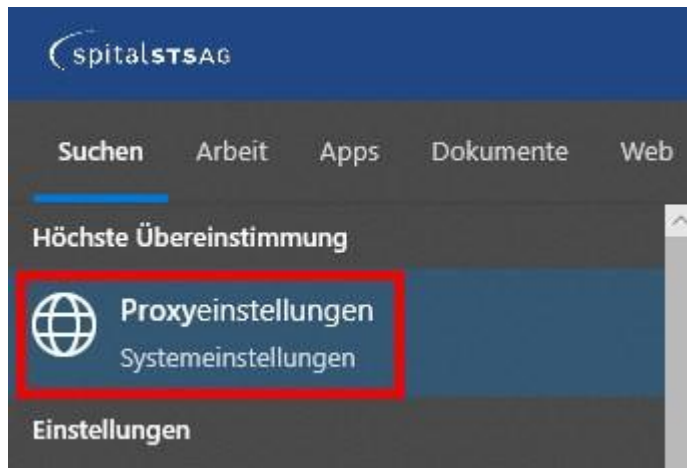 spitalSTSAG
Suchen Arbeit Apps Dokumente Web
Höchste Übereinstimmung
Proxyeinstellungen
Systemeinstellungen
Einstellungen